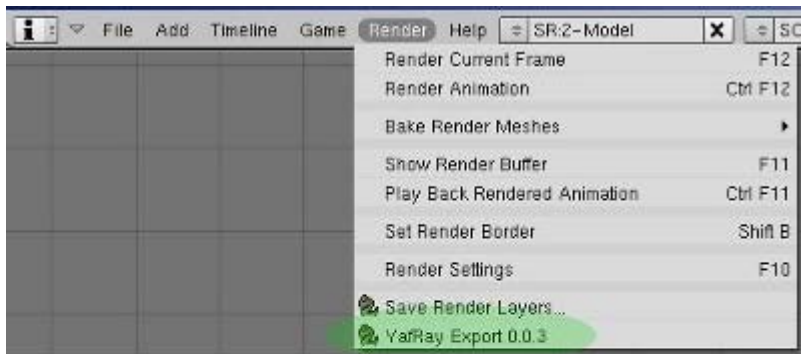 File Add Timeline Game Render Help SR:2-Model SC
Render Current Frame F12
Render Animation Ctrl F12
Bake Render Meshes
Show Render Buffer F11
Play Back Rendered Animation Ctrl F11
Set Render Border Shift B
Render Settings F10
Save Render Layers...
YafRay Export 0.0.3